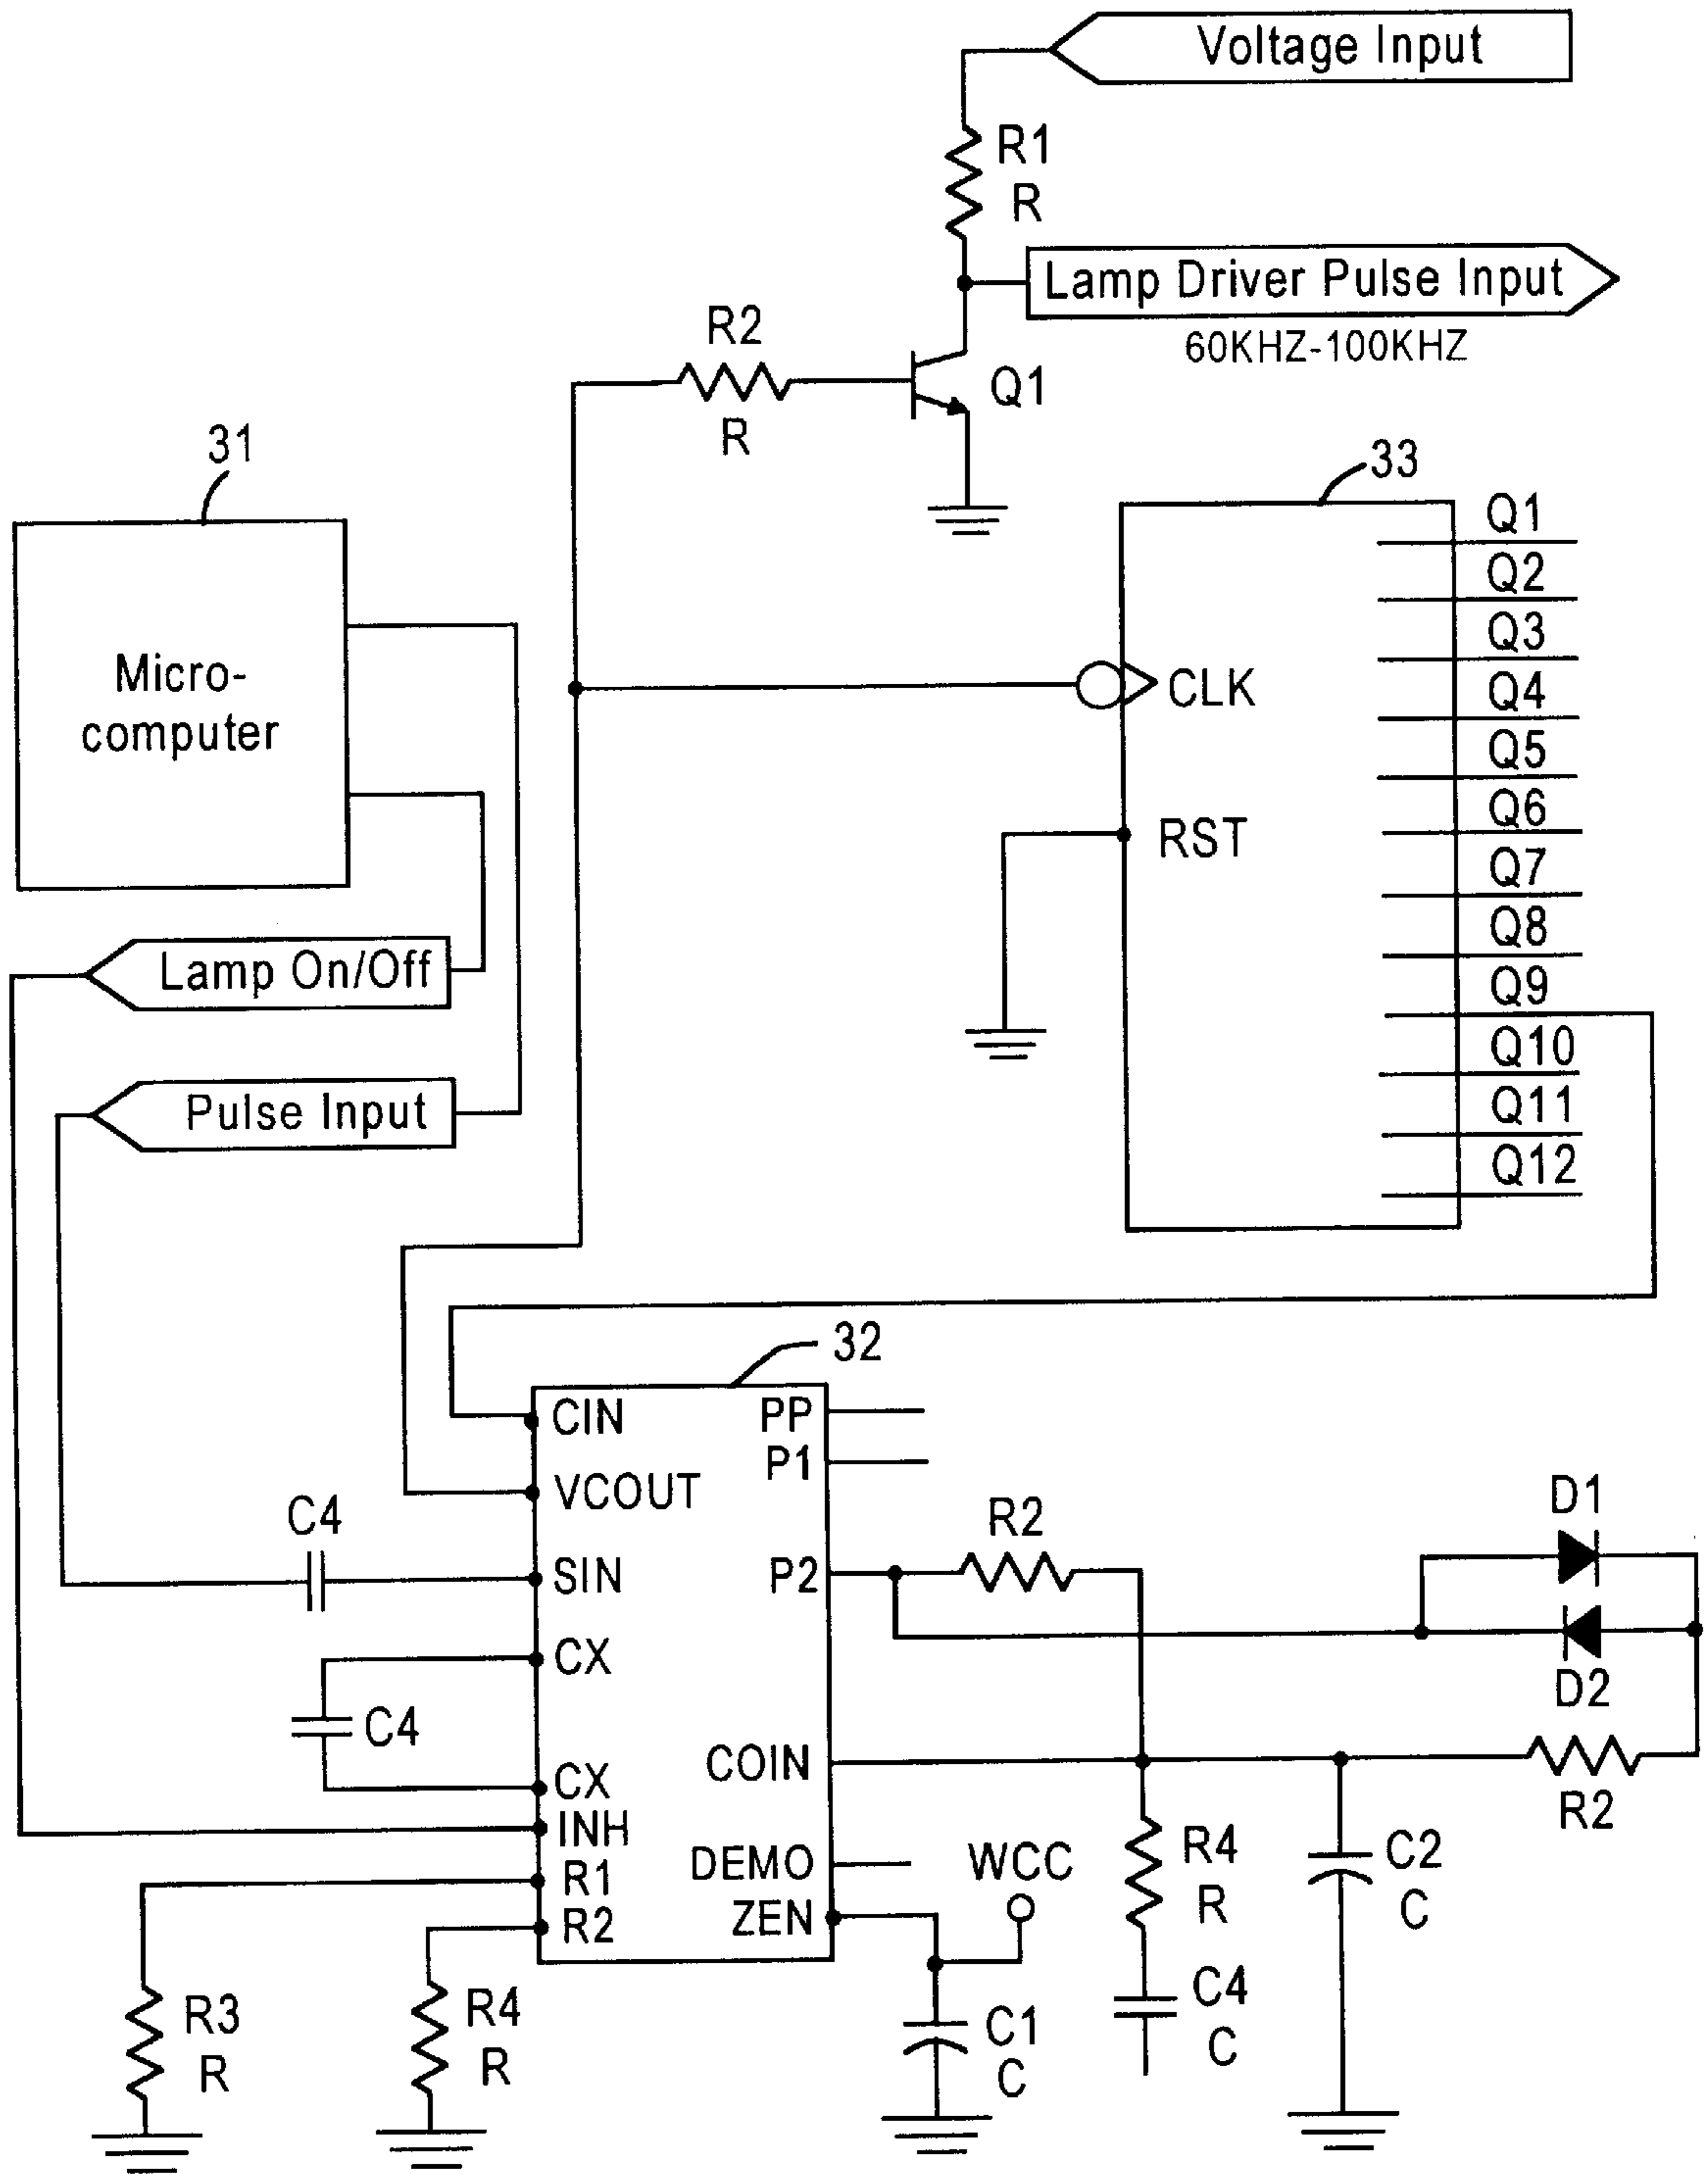 Voltage Input
R1
R
Lamp Driver Pulse Input
60KHZ-100KHZ
R2
R
Q1
31
33
Micro-
computer
CLK
RST
Q1
Q2
Q3
Q4
Q5
Q6
Q7
Q8
Q9
Q10
Q11
Q12
Lamp On/Off
Pulse Input
32
CIN
VCOUT
SIN
CX
CX
INH
R1
R2
PP
P1
P2
COIN
DEMO
ZEN
C4
C4
R2
D1
D2
R2
WCC
R4
R
C2
C
C4
C
C1
C
R3
R
R4
R